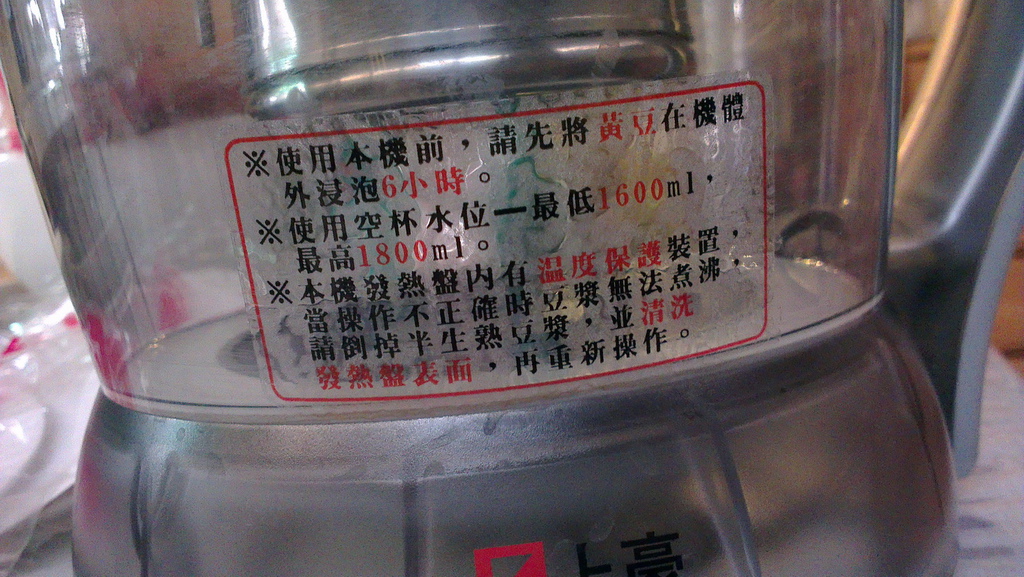 ※使用本機前，請先將黃豆在機體
外浸泡6小時。
※使用空杯水位一最低1600ml，
最高1800ml。
※本機發熱盤內有溫度保護裝置，
當操作不正確時豆漿無法煮沸，
請倒掉半生熟豆漿，並清洗
發熱盤表面，再重新操作。
上豪